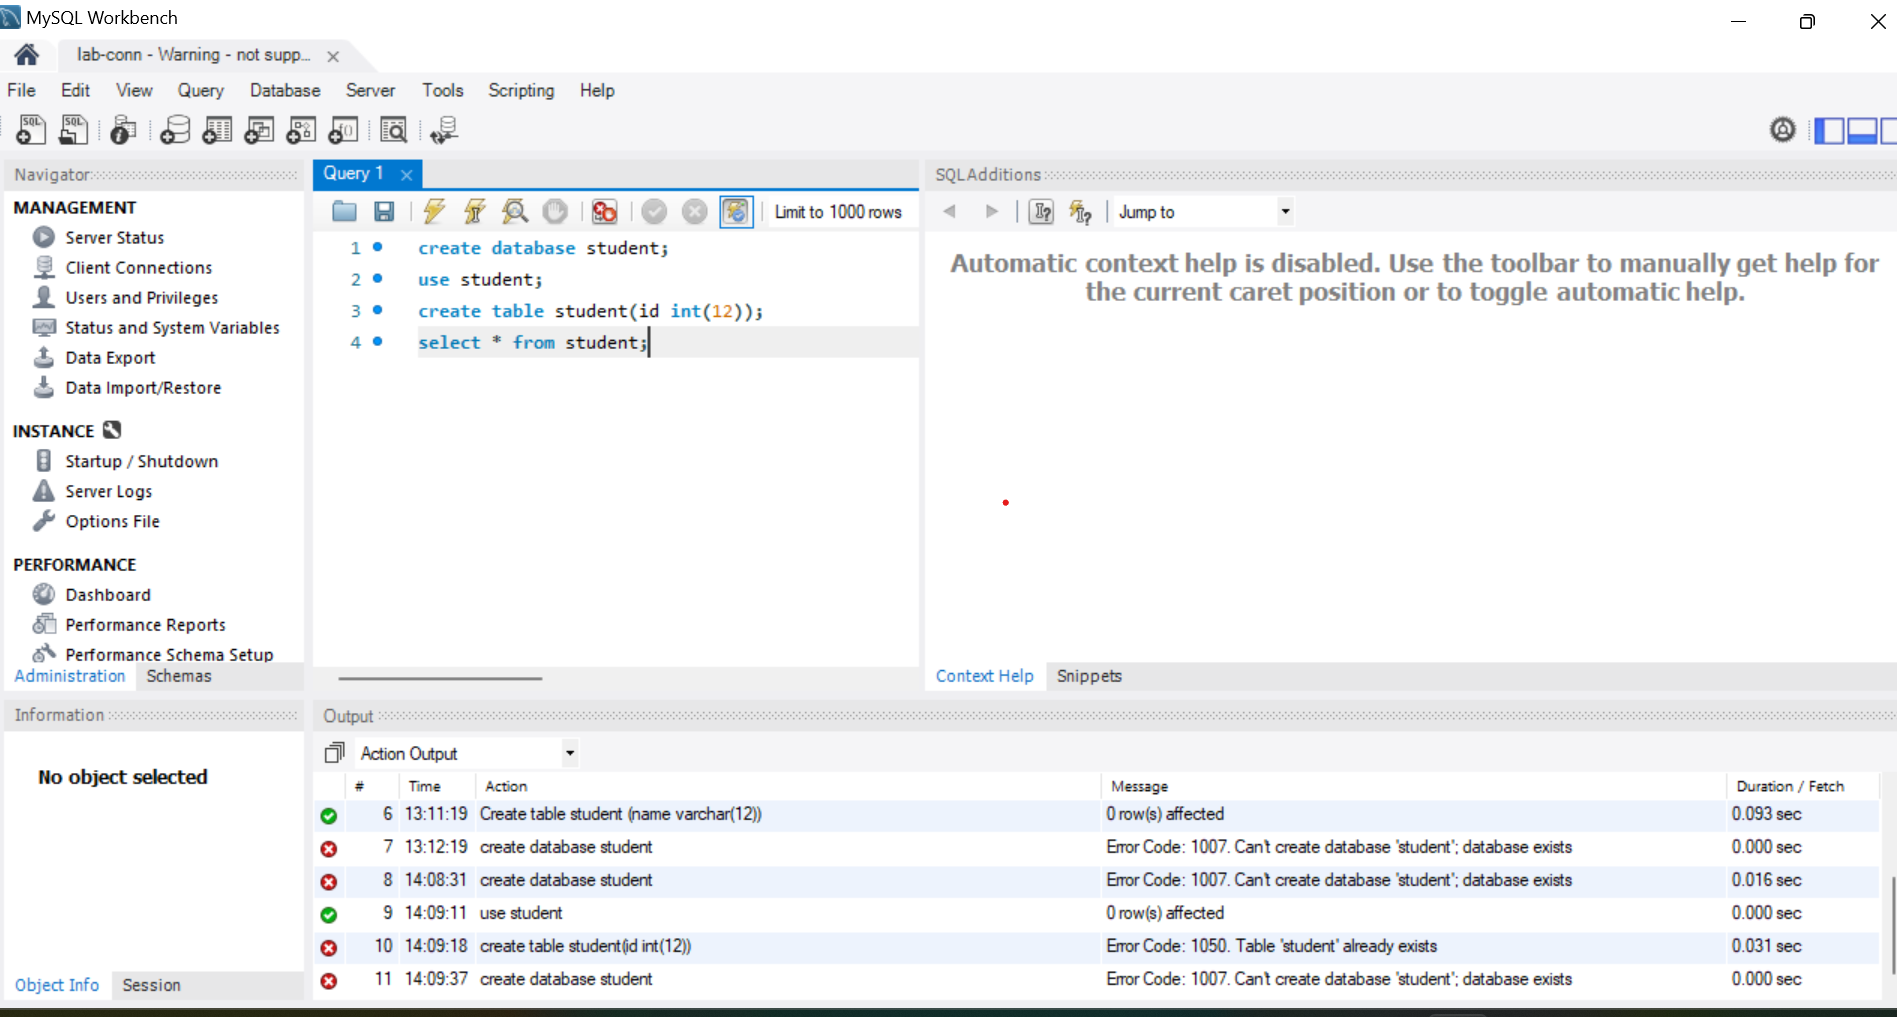 MySQL Workbench
lab-conn - Warning - not supp...
File Edit View Query Database Server Tools Scripting Help
Navigator
MANAGEMENT
Server Status
Client Connections
Users and Privileges
Status and System Variables
Data Export
Data Import/Restore
INSTANCE
Startup / Shutdown
Server Logs
Options File
PERFORMANCE
Dashboard
Performance Reports
Performance Schema Setup
Administration Schemas
Query 1
Limit to 1000 rows
1 create database student;
2 use student;
3 create table student(id int(12));
4 select * from student;
SQLAdditions
Jump to
Automatic context help is disabled. Use the toolbar to manually get help for
the current caret position or to toggle automatic help.
Context Help Snippets
Information
No object selected
Object Info Session
Output
Action Output
# Time Action Message Duration / Fetch
6 13:11:19 Create table student (name varchar(12)) 0 row(s) affected 0.093 sec
7 13:12:19 create database student Error Code: 1007. Can't create database 'student'; database exists 0.000 sec
8 14:08:31 create database student Error Code: 1007. Can't create database 'student'; database exists 0.016 sec
9 14:09:11 use student 0 row(s) affected 0.000 sec
10 14:09:18 create table student(id int(12)) Error Code: 1050. Table 'student' already exists 0.031 sec
11 14:09:37 create database student Error Code: 1007. Can't create database 'student'; database exists 0.000 sec